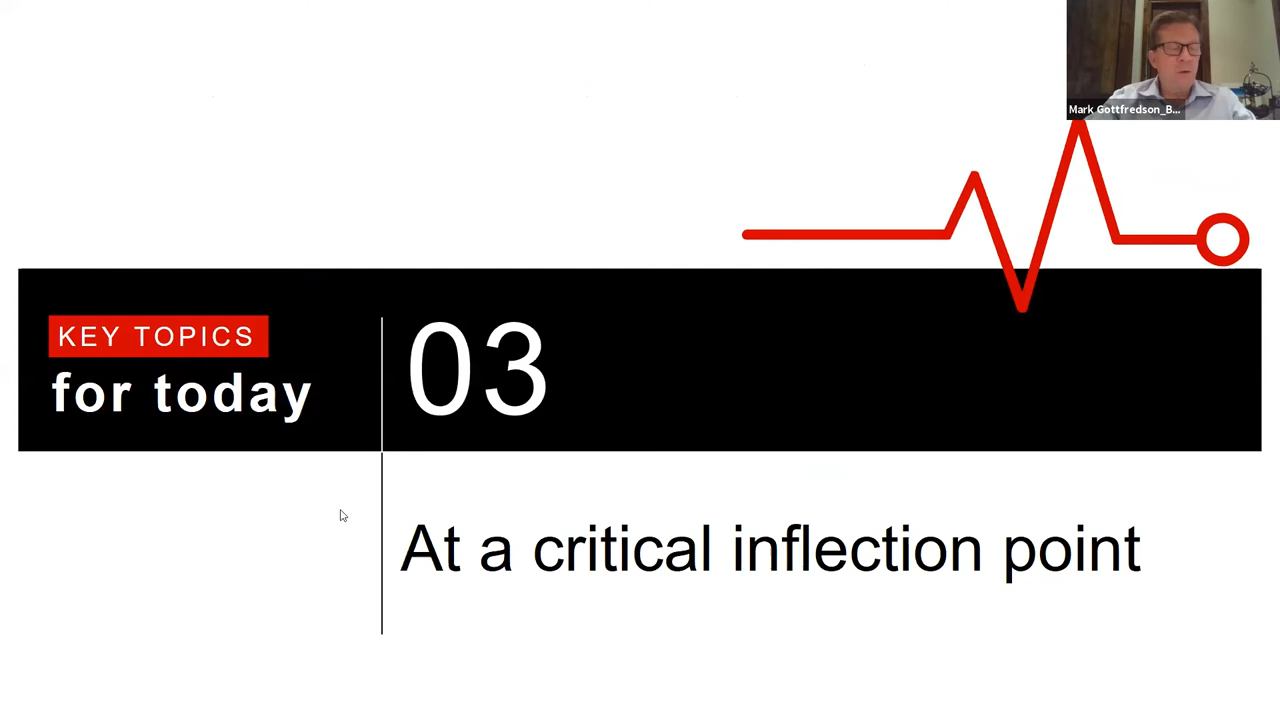 Mark Gottfredson_B...
KEY TOPICS
for today
03
At a critical inflection point